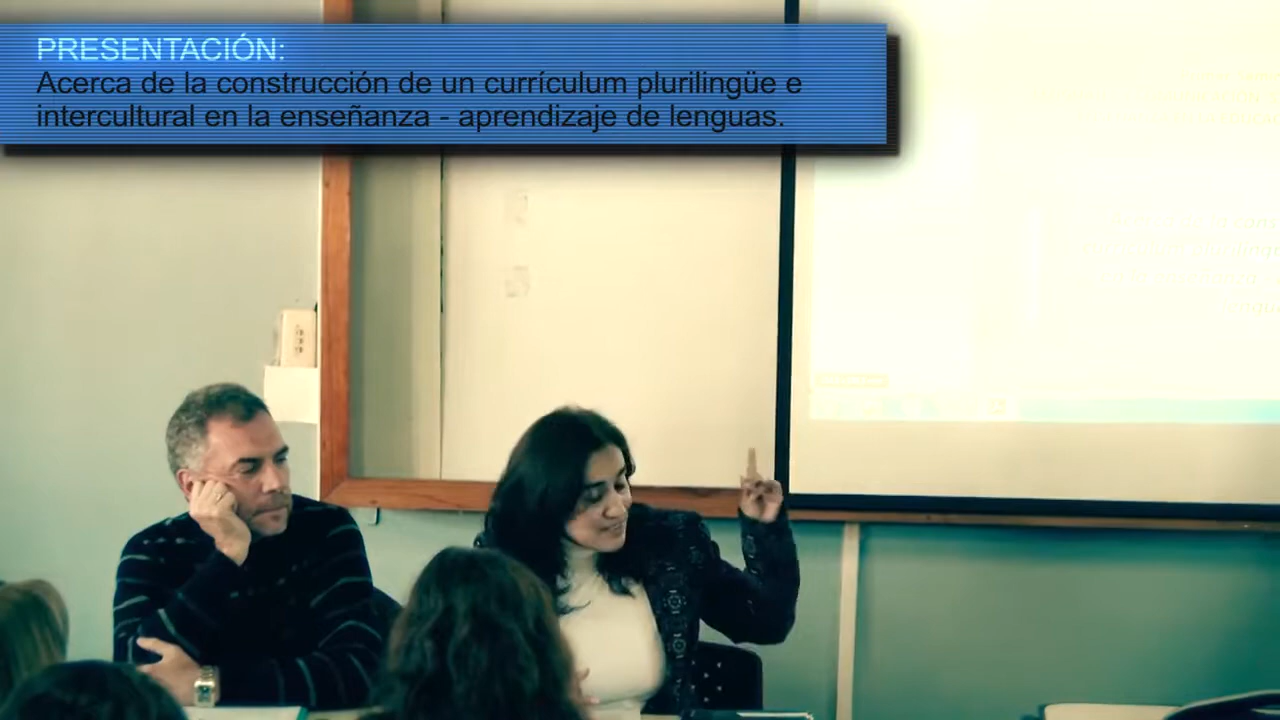 PRESENTACIÓN:
Acerca de la construcción de un currículum plurilingüe e
intercultural en la enseñanza - aprendizaje de lenguas.